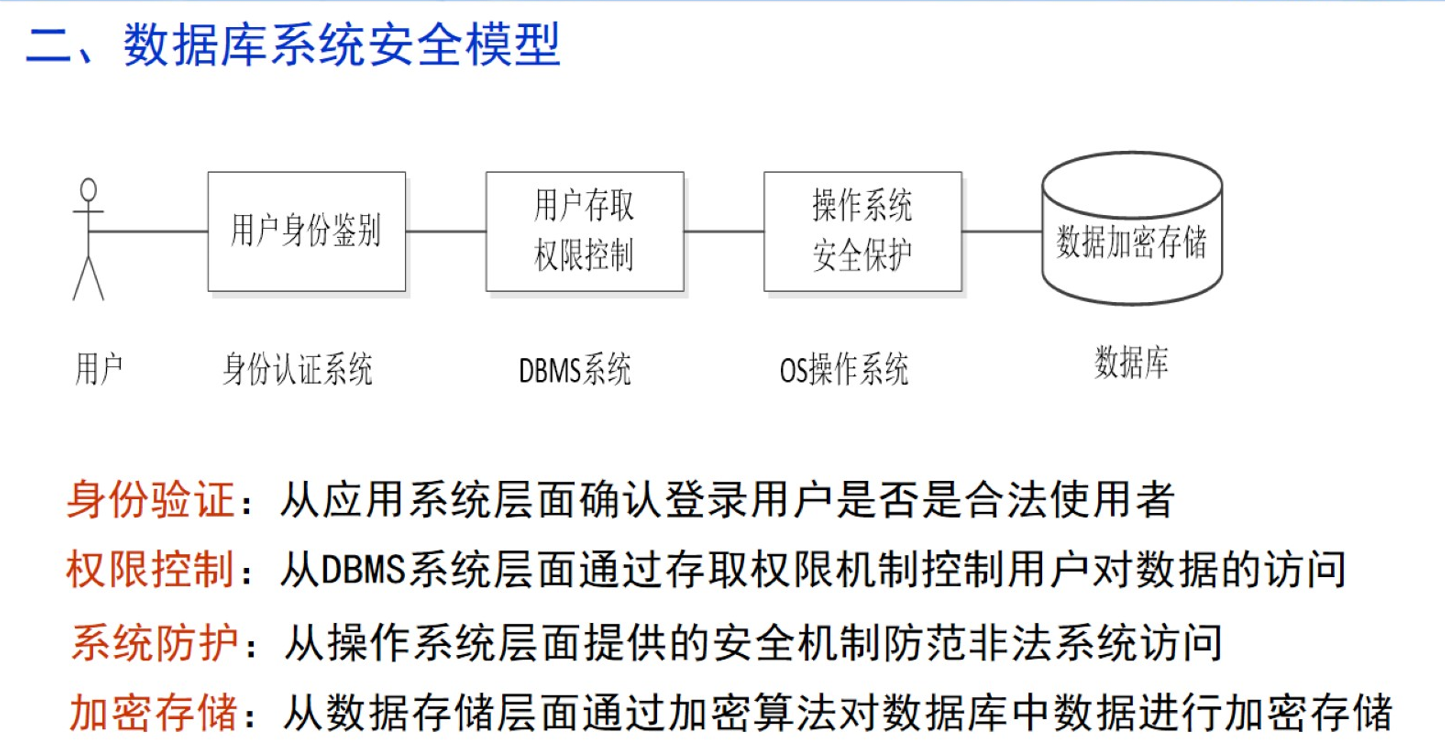 二、数据库系统安全模型
用户身份鉴别
用户存取
权限控制
操作系统
安全保护
数据加密存储
用户
身份认证系统
DBMS系统
OS操作系统
数据库
身份验证：从应用系统层面确认登录用户是否是合法使用者
权限控制：从DBMS系统层面通过存取权限机制控制用户对数据的访问
系统防护：从操作系统层面提供的安全机制防范非法系统访问
加密存储：从数据存储层面通过加密算法对数据库中数据进行加密存储